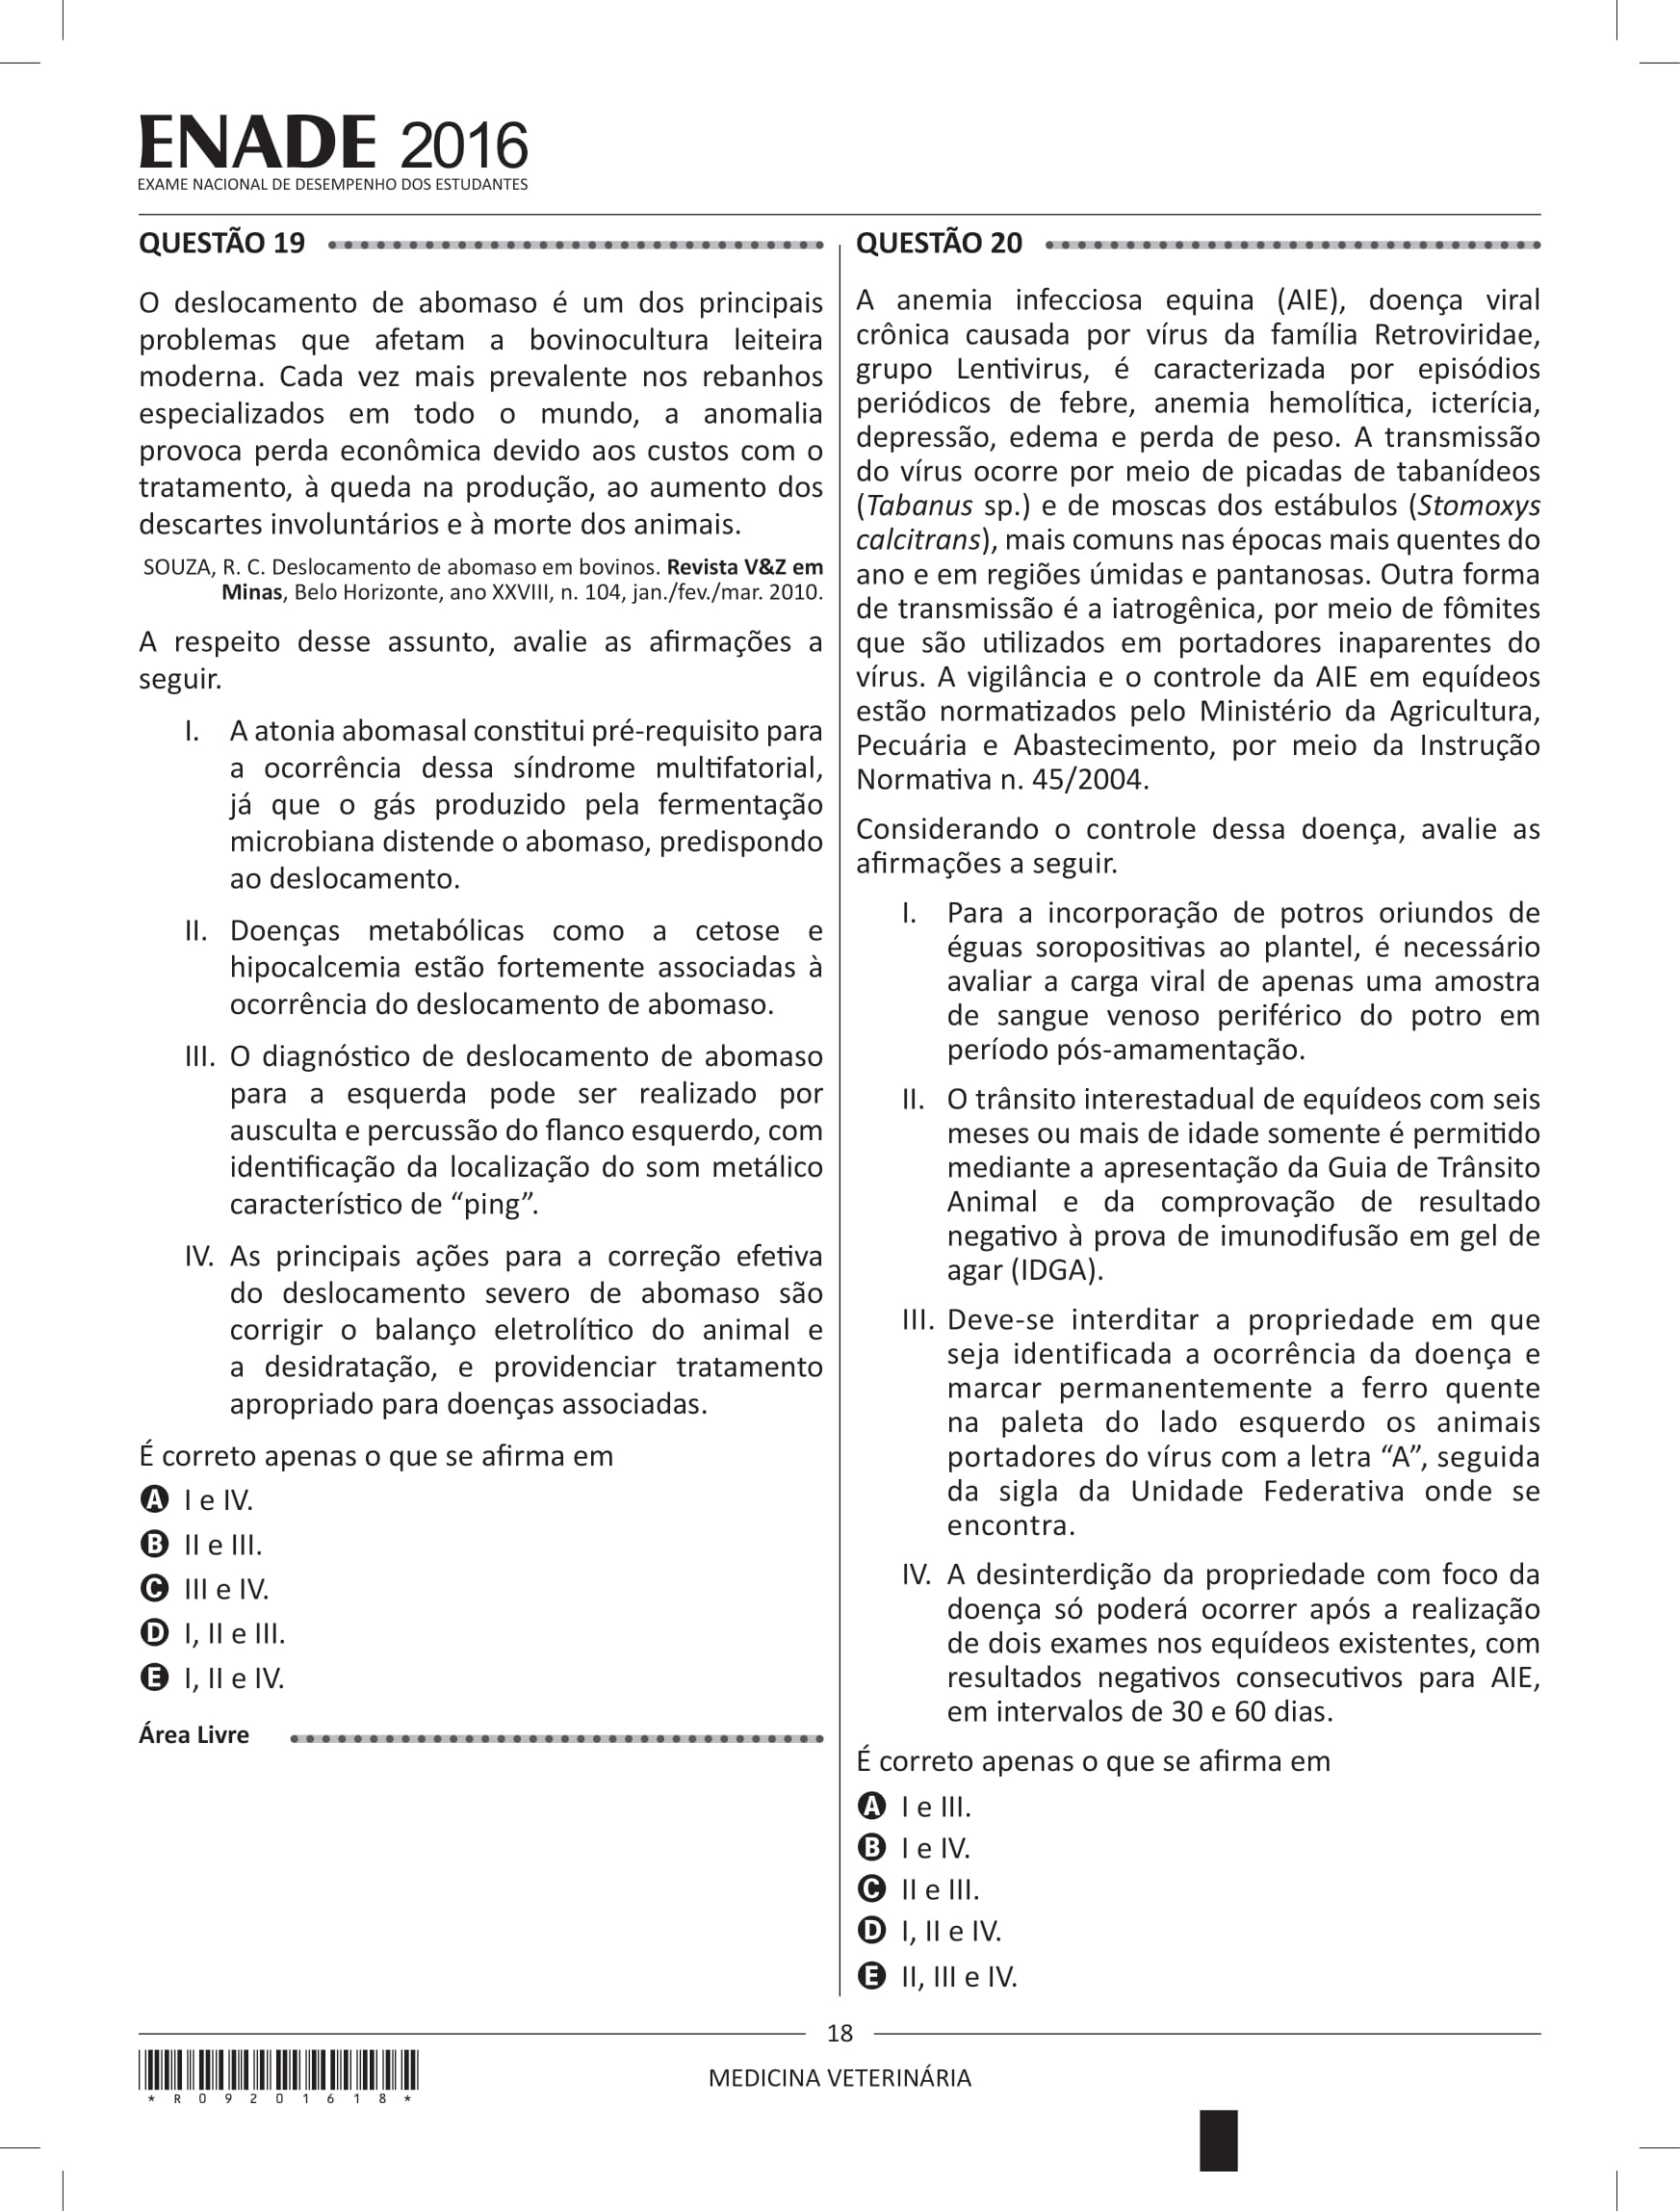 ENADE 2016
EXAME NACIONAL DE DESEMPENHO DOS ESTUDANTES
QUESTÃO 19
O deslocamento de abomaso é um dos principais
problemas que afetam a bovinocultura leiteira
moderna. Cada vez mais prevalente nos rebanhos
especializados em todo o mundo, a anomalia
provoca perda econômica devido aos custos com o
tratamento, à queda na produção, ao aumento dos
descartes involuntários e à morte dos animais.
SOUZA, R. C. Deslocamento de abomaso em bovinos. Revista V&Z em
Minas, Belo Horizonte, ano XXVIII, n. 104, jan./fev./mar. 2010.
A respeito desse assunto, avalie as afirmações a
seguir.
I. A atonia abomasal constitui pré-requisito para
a ocorrência dessa síndrome multifatorial,
já que o gás produzido pela fermentação
microbiana distende o abomaso, predispondo
ao deslocamento.
II. Doenças metabólicas como a cetose e
hipocalcemia estão fortemente associadas à
ocorrência do deslocamento de abomaso.
III. O diagnóstico de deslocamento de abomaso
para a esquerda pode ser realizado por
ausculta e percussão do flanco esquerdo, com
identificação da localização do som metálico
característico de “ping”.
IV. As principais ações para a correção efetiva
do deslocamento severo de abomaso são
corrigir o balanço eletrolítico do animal e
a desidratação, e providenciar tratamento
apropriado para doenças associadas.
É correto apenas o que se afirma em
A I e IV.
B II e III.
C III e IV.
D I, II e III.
E I, II e IV.
Área Livre
QUESTÃO 20
A anemia infecciosa equina (AIE), doença viral
crônica causada por vírus da família Retroviridae,
grupo Lentivirus, é caracterizada por episódios
periódicos de febre, anemia hemolítica, icterícia,
depressão, edema e perda de peso. A transmissão
do vírus ocorre por meio de picadas de tabanídeos
(Tabanus sp.) e de moscas dos estábulos (Stomoxys
calcitrans), mais comuns nas épocas mais quentes do
ano e em regiões úmidas e pantanosas. Outra forma
de transmissão é a iatrogênica, por meio de fômites
que são utilizados em portadores inaparentes do
vírus. A vigilância e o controle da AIE em equídeos
estão normatizados pelo Ministério da Agricultura,
Pecuária e Abastecimento, por meio da Instrução
Normativa n. 45/2004.
Considerando o controle dessa doença, avalie as
afirmações a seguir.
I. Para a incorporação de potros oriundos de
éguas soropositivas ao plantel, é necessário
avaliar a carga viral de apenas uma amostra
de sangue venoso periférico do potro em
período pós-amamentação.
II. O trânsito interestadual de equídeos com seis
meses ou mais de idade somente é permitido
mediante a apresentação da Guia de Trânsito
Animal e da comprovação de resultado
negativo à prova de imunodifusão em gel de
agar (IDGA).
III. Deve-se interditar a propriedade em que
seja identificada a ocorrência da doença e
marcar permanentemente a ferro quente
na paleta do lado esquerdo os animais
portadores do vírus com a letra “A”, seguida
da sigla da Unidade Federativa onde se
encontra.
IV. A desinterdição da propriedade com foco da
doença só poderá ocorrer após a realização
de dois exames nos equídeos existentes, com
resultados negativos consecutivos para AIE,
em intervalos de 30 e 60 dias.
É correto apenas o que se afirma em
A I e III.
B I e IV.
C II e III.
D I, II e IV.
E II, III e IV.
18
MEDICINA VETERINÁRIA
* R 0 9 2 0 1 6 1 8 *